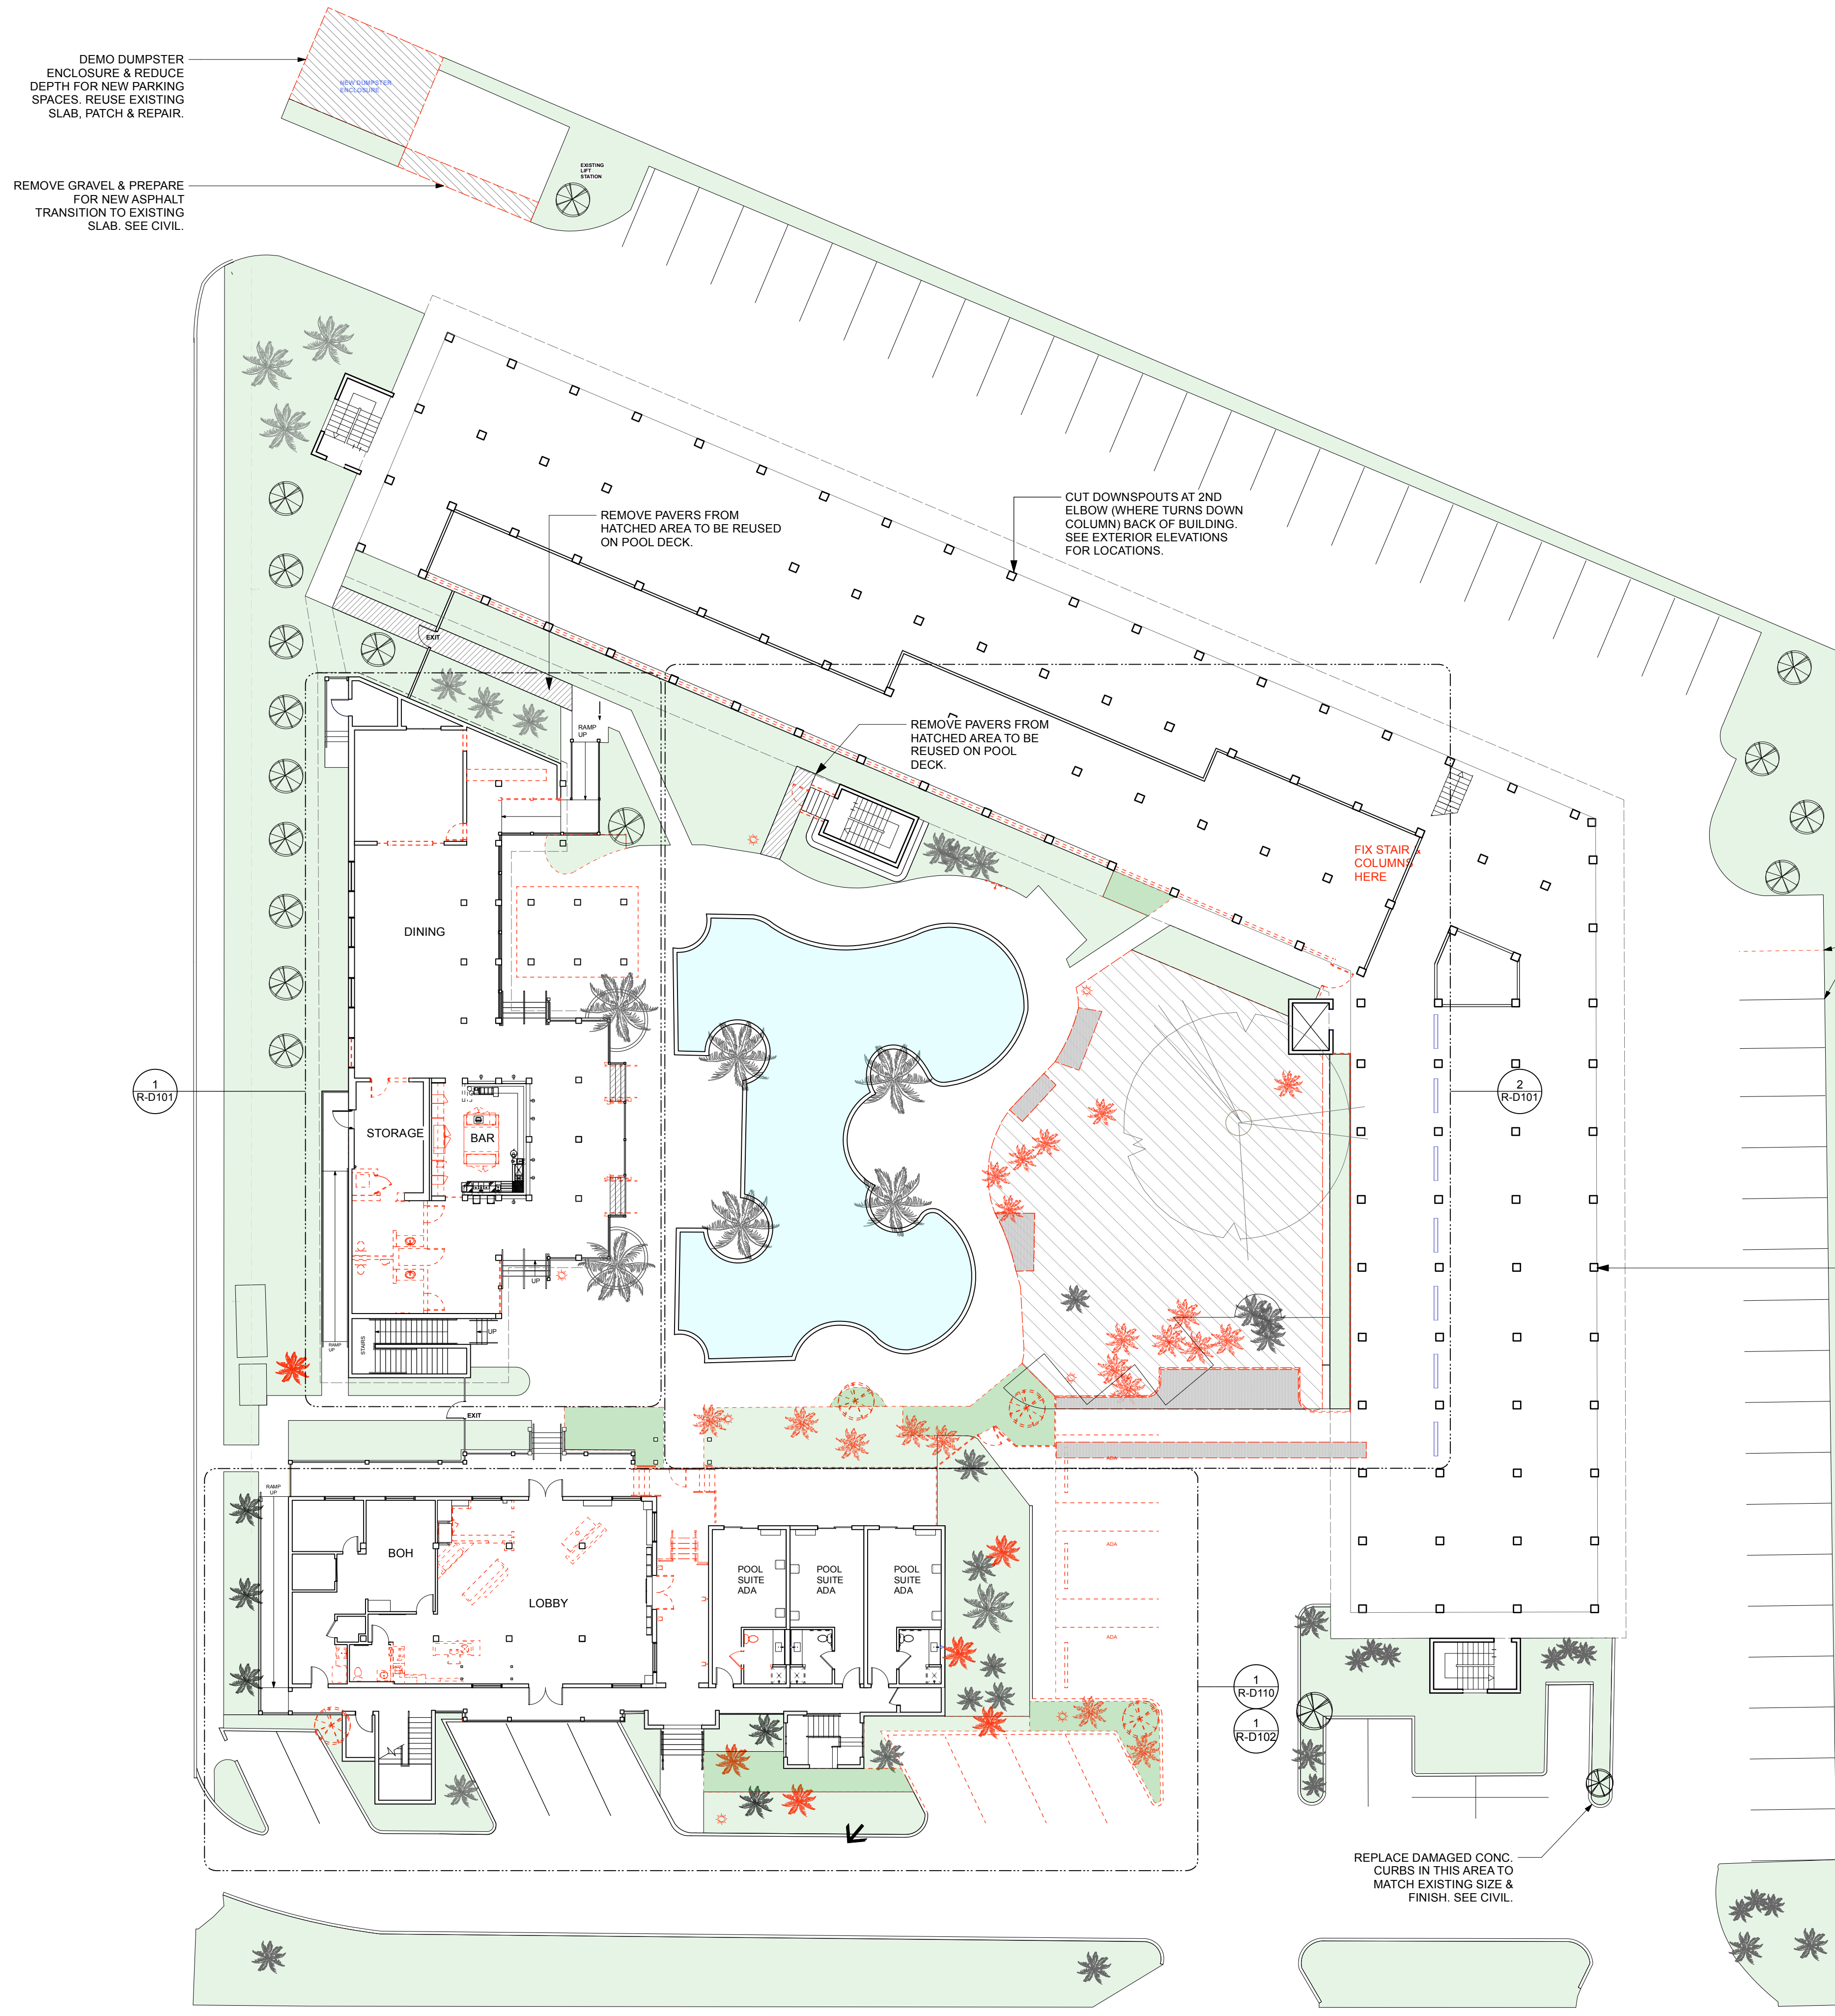 DEMO DUMPSTER
ENCLOSURE & REDUCE
DEPTH FOR NEW PARKING
SPACES. REUSE EXISTING
SLAB, PATCH & REPAIR.
NEW DUMPSTER
ENCLOSURE
EXISTING
LIFT
STATION
REMOVE GRAVEL & PREPARE
FOR NEW ASPHALT
TRANSITION TO EXISTING
SLAB. SEE CIVIL.
CUT DOWNSPOUTS AT 2ND
ELBOW (WHERE TURNS DOWN
COLUMN) BACK OF BUILDING.
SEE EXTERIOR ELEVATIONS
FOR LOCATIONS.
REMOVE PAVERS FROM
HATCHED AREA TO BE REUSED
ON POOL DECK.
EXIT
RAMP
UP
REMOVE PAVERS FROM
HATCHED AREA TO BE
REUSED ON POOL
DECK.
FIX STAIR
COLUMNS
HERE
DINING
1
R-D101
2
R-D101
STORAGE
BAR
UP
UP
STAIRS
RAMP
UP
EXIT
ADA
RAMP
UP
BOH
LOBBY
POOL
SUITE
ADA
POOL
SUITE
ADA
POOL
SUITE
ADA
ADA
ADA
1
R-D110
1
R-D102
REPLACE DAMAGED CONC.
CURBS IN THIS AREA TO
MATCH EXISTING SIZE &
FINISH. SEE CIVIL.